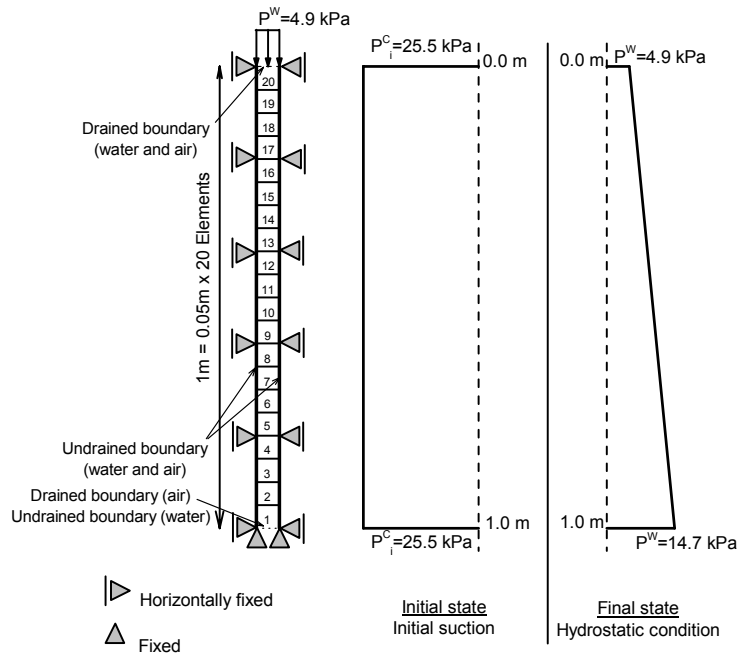 P^W=4.9 kPa
20
19
18
17
16
15
14
13
12
11
10
9
8
7
6
5
4
3
2
1
1m = 0.05m x 20 Elements
Drained boundary
(water and air)
Undrained boundary
(water and air)
Drained boundary (air)
Undrained boundary (water)
Horizontally fixed
Fixed
P_i^C=25.5 kPa
0.0 m
1.0 m
P_i^C=25.5 kPa
Initial state
Initial suction
0.0 m
P^W=4.9 kPa
1.0 m
P^W=14.7 kPa
Final state
Hydrostatic condition